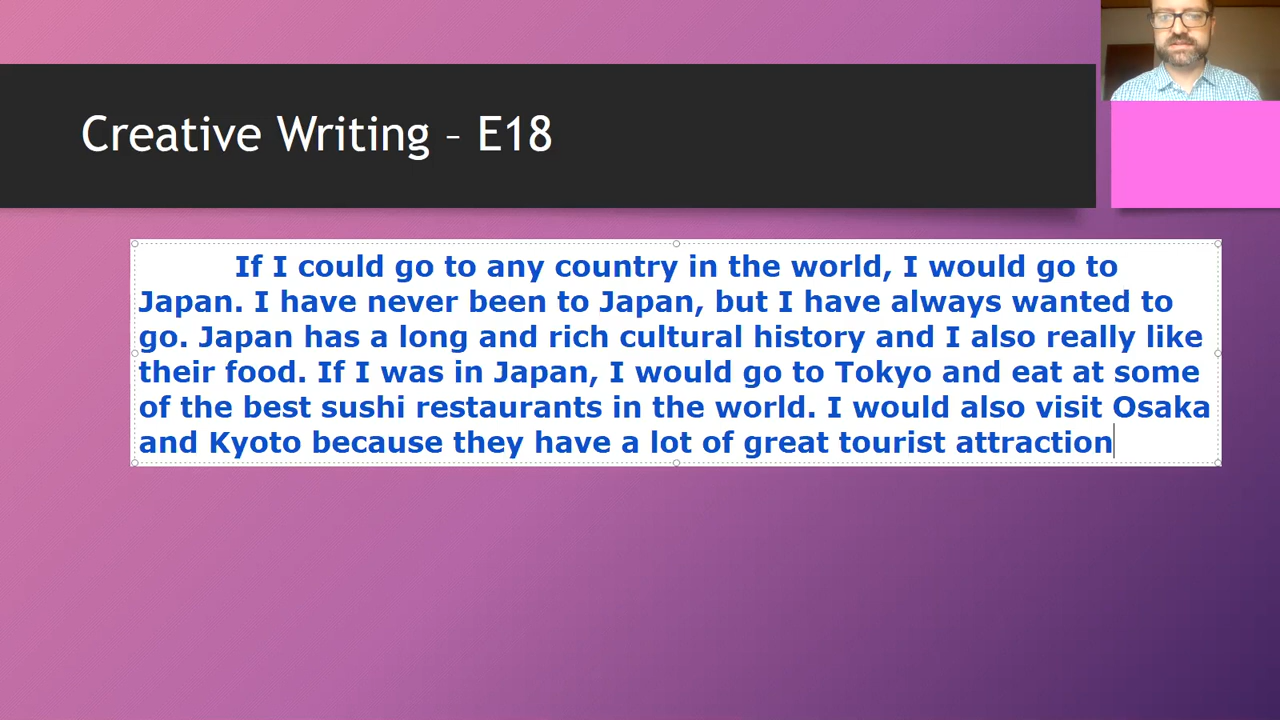 Creative Writing – E18
If I could go to any country in the world, I would go to
Japan. I have never been to Japan, but I have always wanted to
go. Japan has a long and rich cultural history and I also really like
their food. If I was in Japan, I would go to Tokyo and eat at some
of the best sushi restaurants in the world. I would also visit Osaka
and Kyoto because they have a lot of great tourist attraction